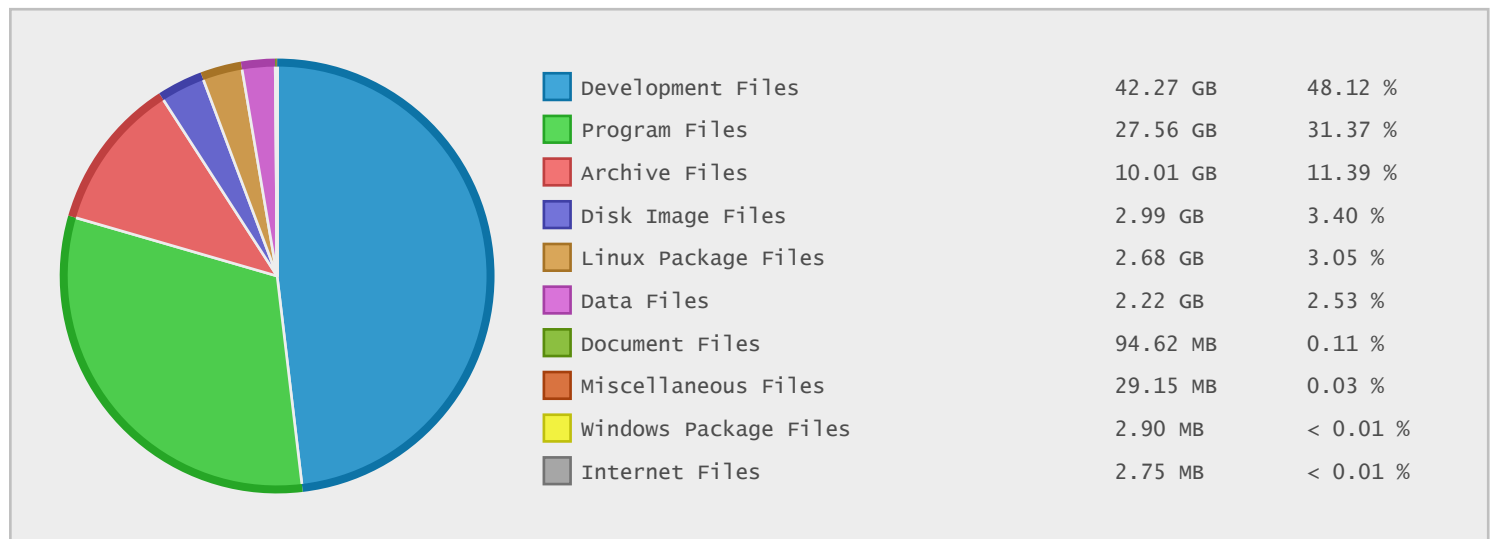 Development Files 42.27 GB 48.12 %
Program Files 27.56 GB 31.37 %
Archive Files 10.01 GB 11.39 %
Disk Image Files 2.99 GB 3.40 %
Linux Package Files 2.68 GB 3.05 %
Data Files 2.22 GB 2.53 %
Document Files 94.62 MB 0.11 %
Miscellaneous Files 29.15 MB 0.03 %
Windows Package Files 2.90 MB < 0.01 %
Internet Files 2.75 MB < 0.01 %